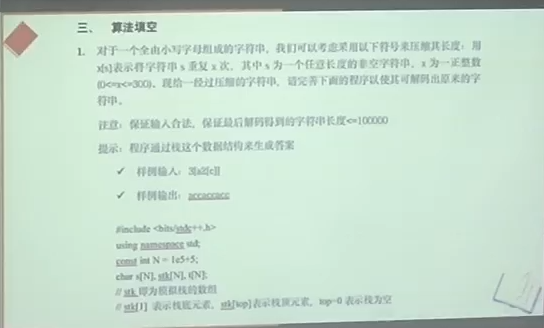 三、 算法填空
1. 对于一个全由小写字母组成的字符串，我们可以考虑采用以下符号来压缩其长度：用
x[s]表示将字符串 s 重复 x 次，其中 s 为一个任意长度的非空字符串，x 为一正整数
(0<=x<=300)。现给一经过压缩的字符串，请完善下面的程序以使其可解码出原来的字
符串。
注意：保证输入合法，保证最后解码得到的字符串长度<=100000
提示：程序通过栈这个数据结构来生成答案
✓ 样例输入：3[a2[c]]
✓ 样例输出：accaccacc
#include <bits/stdc++.h>
using namespace std;
const int N = 1e5+5;
char s[N], stk[N], t[N];
// stk 即为模拟栈的数组
// stk[1] 表示栈底元素，stk[top]表示栈顶元素，top=0 表示栈为空